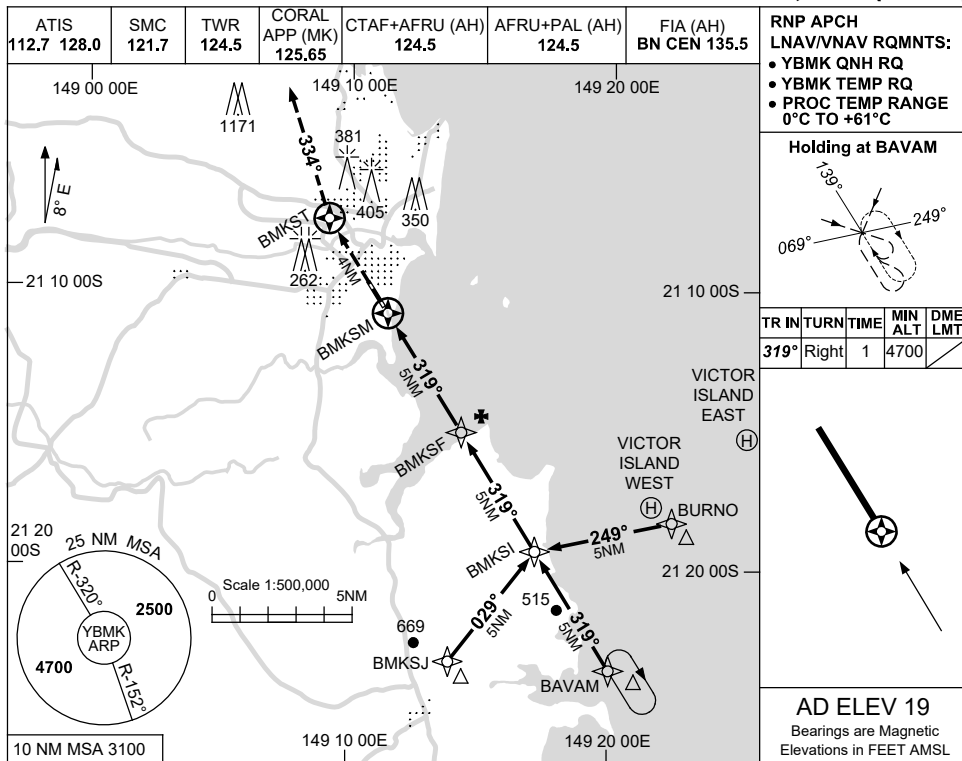 ATIS
112.7 128.0
SMC
121.7
TWR
124.5
CORAL
APP (MK)
125.65
CTAF+AFRU (AH)
124.5
AFRU+PAL (AH)
124.5
FIA (AH)
BN CEN 135.5
RNP APCH
LNAV/VNAV RQMNTS:
• YBMK QNH RQ
• YBMK TEMP RQ
• PROC TEMP RANGE
0°C TO +61°C
149 00 00E
149 10 00E
149 20 00E
1171
381
334°
405
350
8° E
BMKST
262
4NM
21 10 00S
21 10 00S
BMKSM
319°
5NM
BMKSF
VICTOR
ISLAND
EAST
H
VICTOR
ISLAND
WEST
H
BURNO
319°
5NM
249°
5NM
BMKSI
21 20
00S
21 20 00S
25 NM MSA
R-320°
2500
YBMK
ARP
4700
R-152°
Scale 1:500,000
0
5NM
515
669
029°
5NM
319°
5NM
BMKSJ
BAVAM
10 NM MSA 3100
149 10 00E
149 20 00E
Holding at BAVAM
139°
249°
069°
TR IN TURN TIME MIN ALT DME LMT
319° Right 1 4700
AD ELEV 19
Bearings are Magnetic
Elevations in FEET AMSL